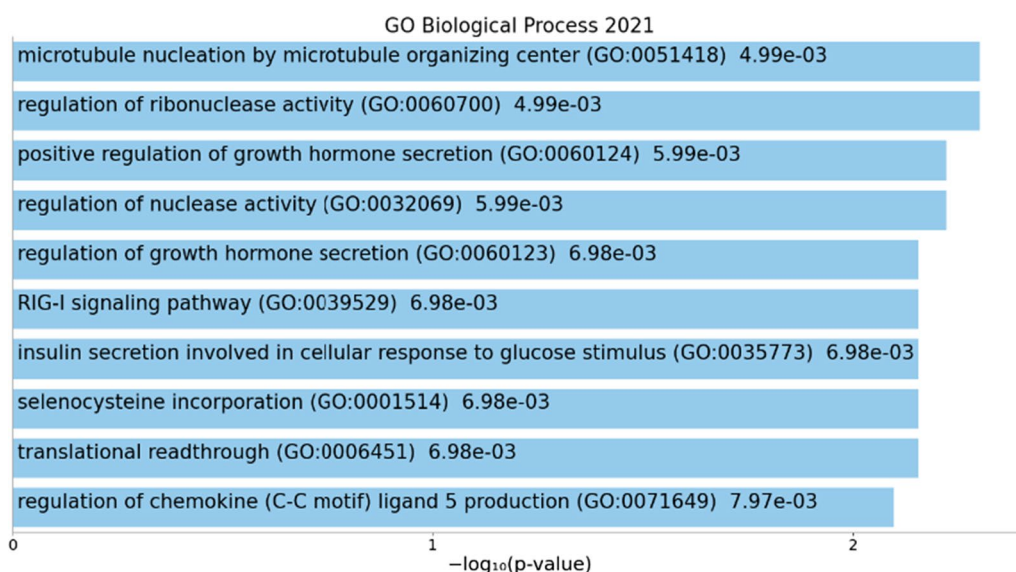 GO Biological Process 2021
microtubule nucleation by microtubule organizing center (GO:0051418) 4.99e-03
regulation of ribonuclease activity (GO:0060700) 4.99e-03
positive regulation of growth hormone secretion (GO:0060124) 5.99e-03
regulation of nuclease activity (GO:0032069) 5.99e-03
regulation of growth hormone secretion (GO:0060123) 6.98e-03
RIG-I signaling pathway (GO:0039529) 6.98e-03
insulin secretion involved in cellular response to glucose stimulus (GO:0035773) 6.98e-03
selenocysteine incorporation (GO:0001514) 6.98e-03
translational readthrough (GO:0006451) 6.98e-03
regulation of chemokine (C-C motif) ligand 5 production (GO:0071649) 7.97e-03
0 1 2
−log₁₀(p-value)